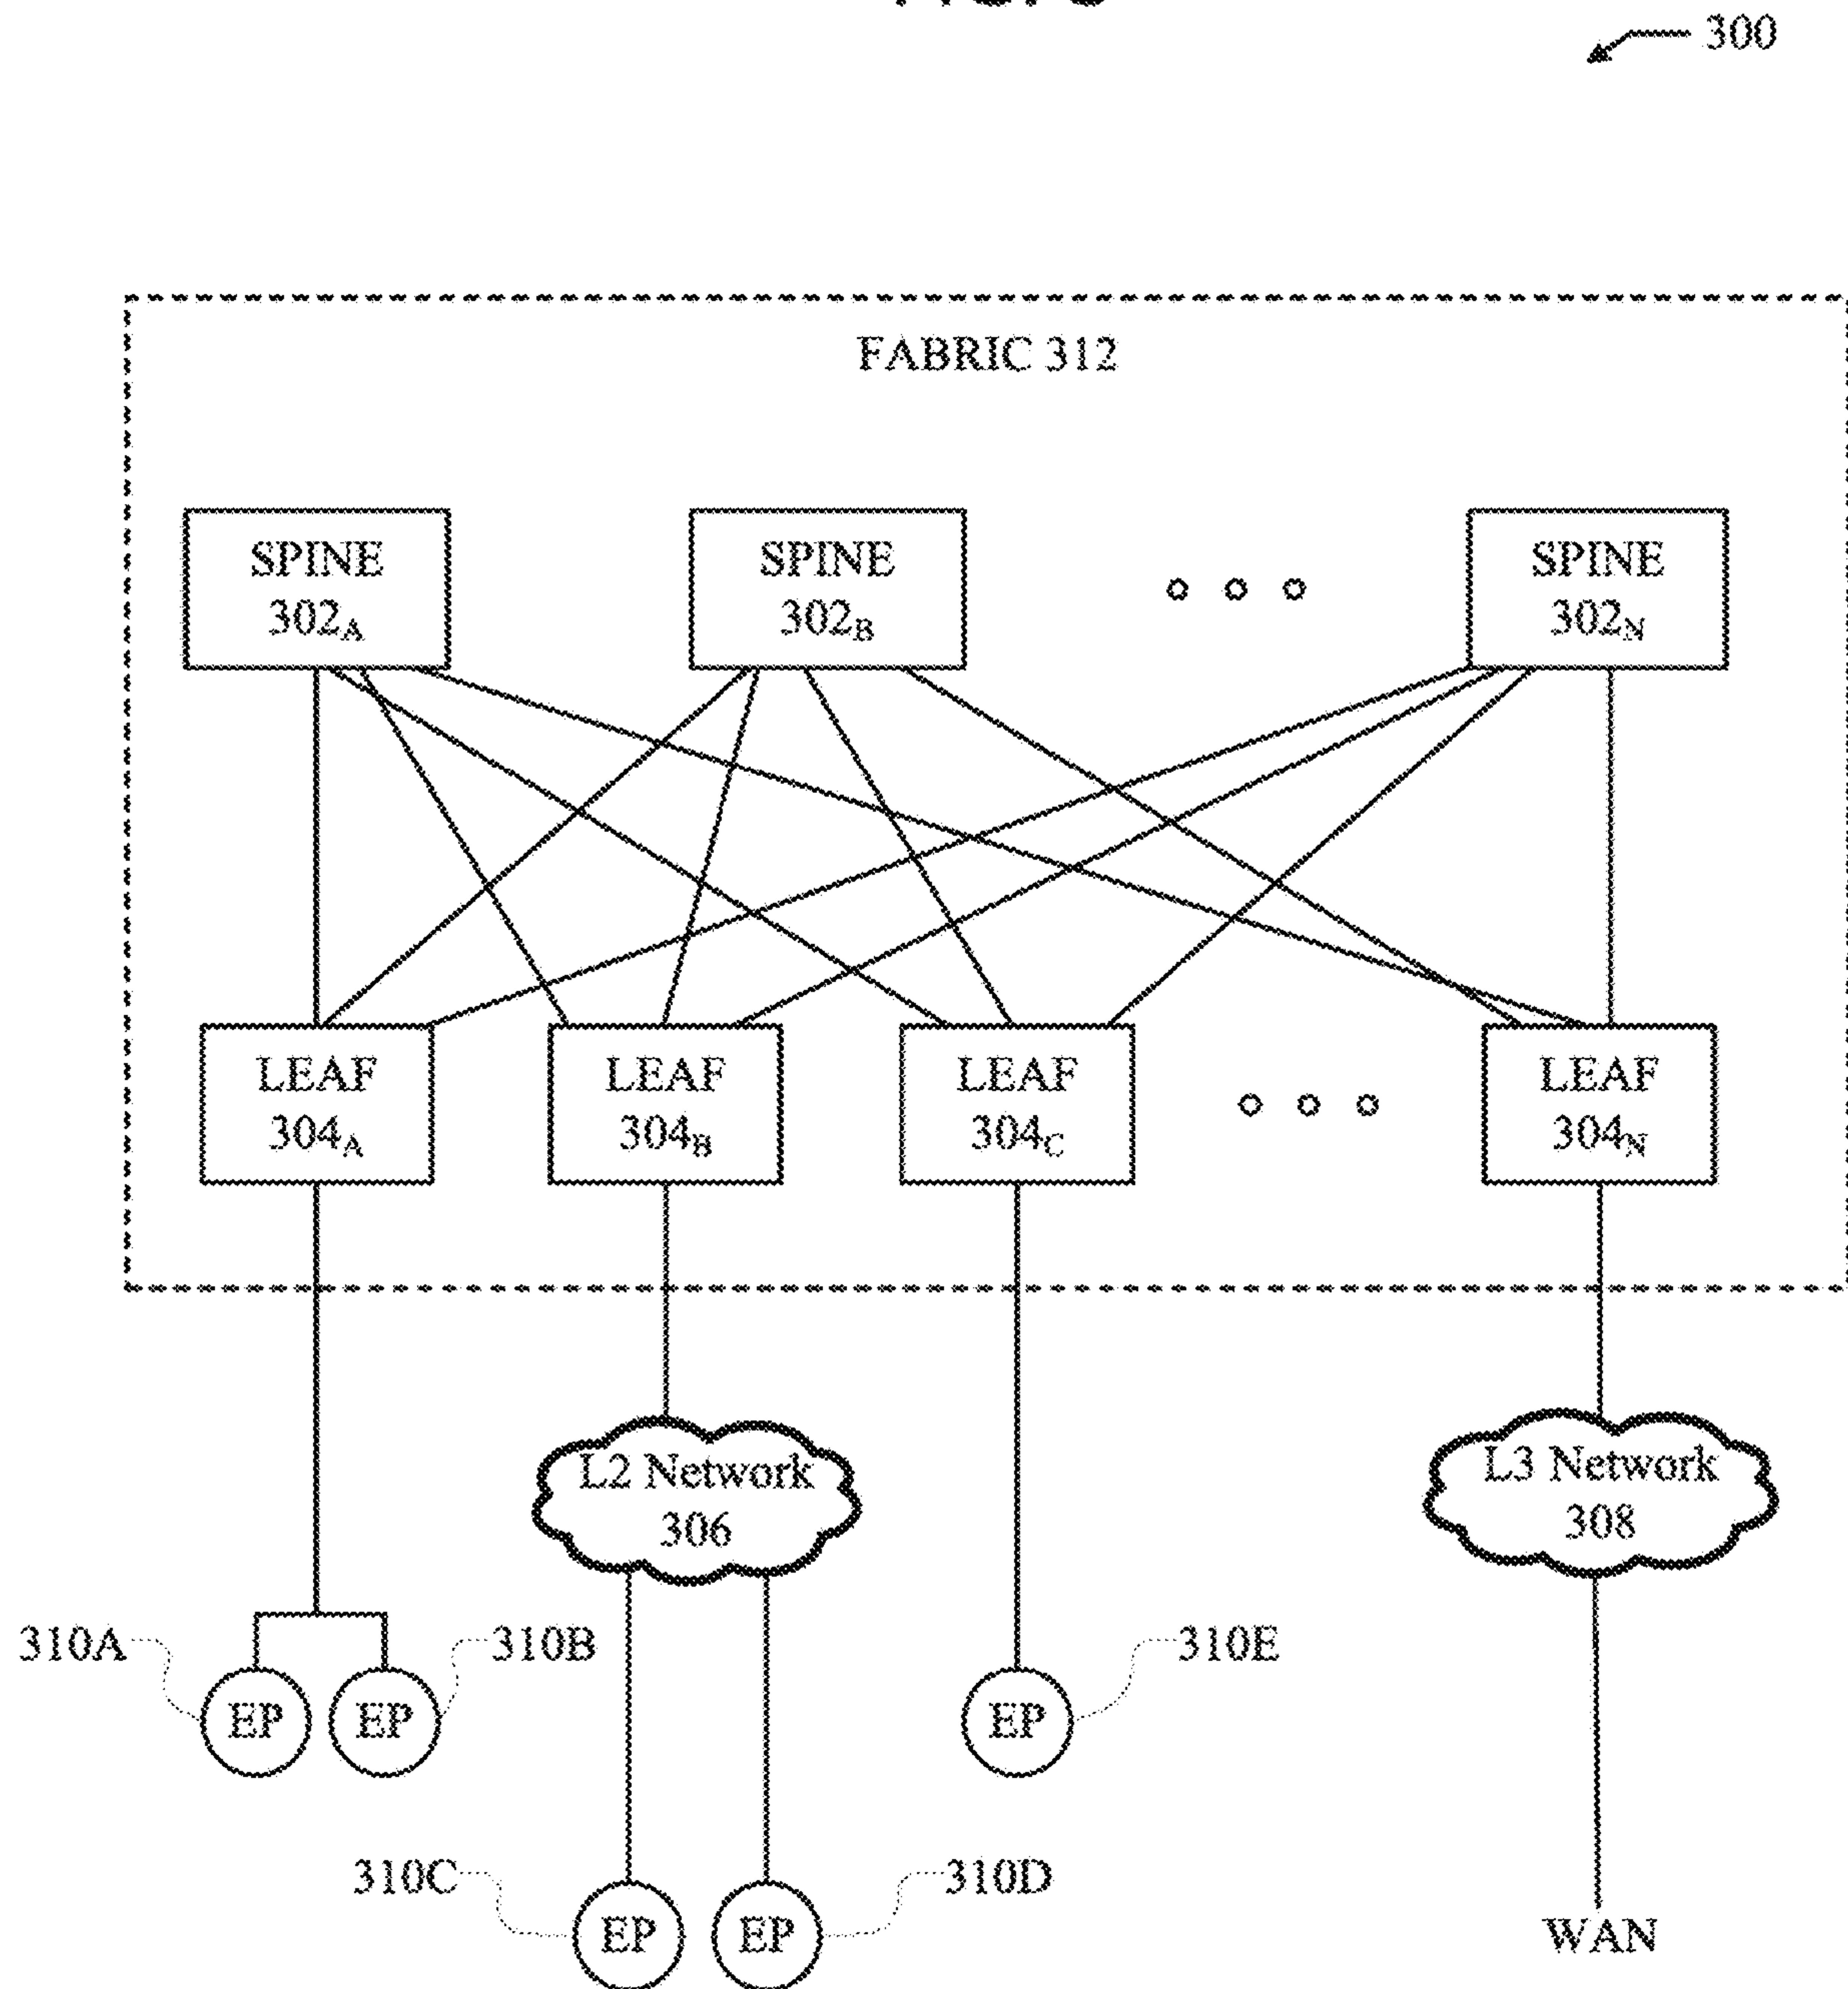 300
FABRIC 312
SPINE
302A
SPINE
302B
SPINE
302N
LEAF
304A
LEAF
304B
LEAF
304C
LEAF
304N
L2 Network
306
L3 Network
308
310A
310B
310E
EP
EP
EP
310C
310D
EP
EP
WAN